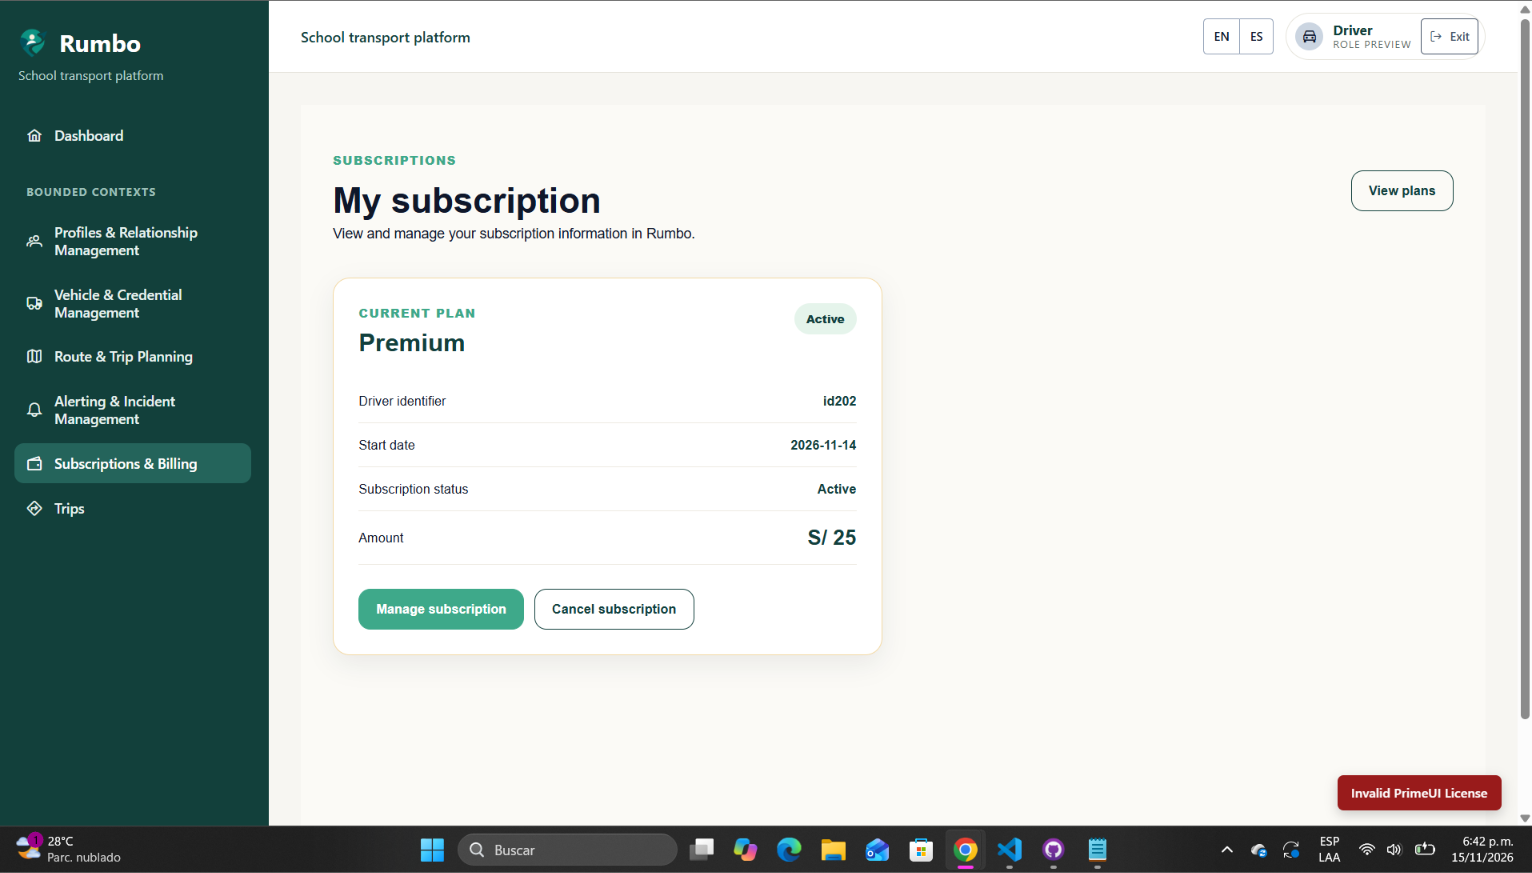 Rumbo
School transport platform
Dashboard
BOUNDED CONTEXTS
Profiles & Relationship
Management
Vehicle & Credential
Management
Route & Trip Planning
Alerting & Incident
Management
Subscriptions & Billing
Trips
School transport platform
EN ES
Driver
ROLE PREVIEW
Exit
SUBSCRIPTIONS
My subscription
View and manage your subscription information in Rumbo.
View plans
CURRENT PLAN
Premium
Active
Driver identifier id202
Start date 2026-11-14
Subscription status Active
Amount S/ 25
Manage subscription
Cancel subscription
Invalid PrimeUI License
1
28°C
Parc. nublado
Buscar
ESP
LAA
6:42 p.m.
15/11/2026